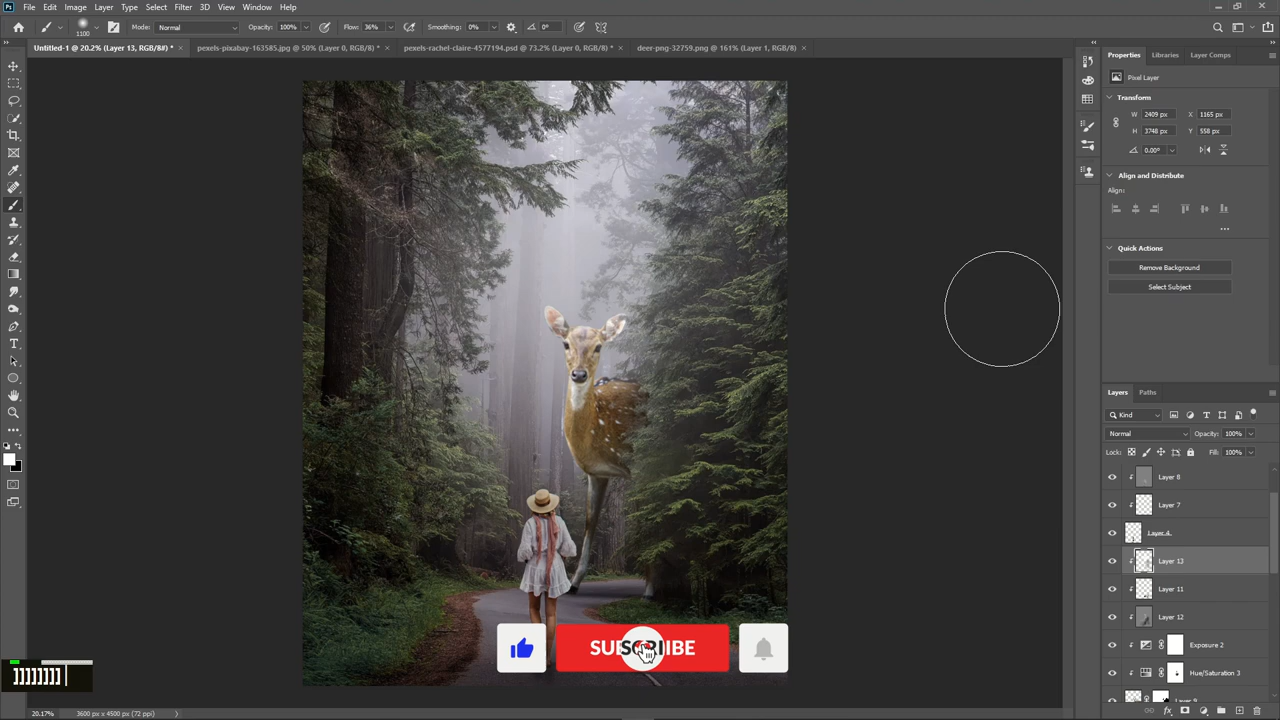 Ps File Edit Image Layer Type Select Filter 3D View Window Help
1100 Mode: Normal Opacity: 100% Flow: 36% Smoothing: 0% 0°
Untitled-1 @ 20.2% (Layer 13, RGB/8#) * × pexels-pixabay-163585.jpg @ 50% (Layer 0, RGB/8#) * × pexels-rachel-claire-4577194.psd @ 73.2% (Layer 0, RGB/8#) * × deer-png-32759.png @ 161% (Layer 1, RGB/8) ×
Properties Libraries Layer Comps
Pixel Layer
Transform
W 2409 px X 1165 px
H 3748 px Y 558 px
0.00°
Align and Distribute
Align:
Quick Actions
Remove Background
Select Subject
Layers Paths
Kind
Normal Opacity: 100%
Lock: Fill: 100%
Layer 8
Layer 7
Layer 4
Layer 13
Layer 11
Layer 12
Exposure 2
Hue/Saturation 3
Layer 9
SUBSCRIBE
]]]]]]]]
20.17% 3600 px x 4500 px (72 ppi)